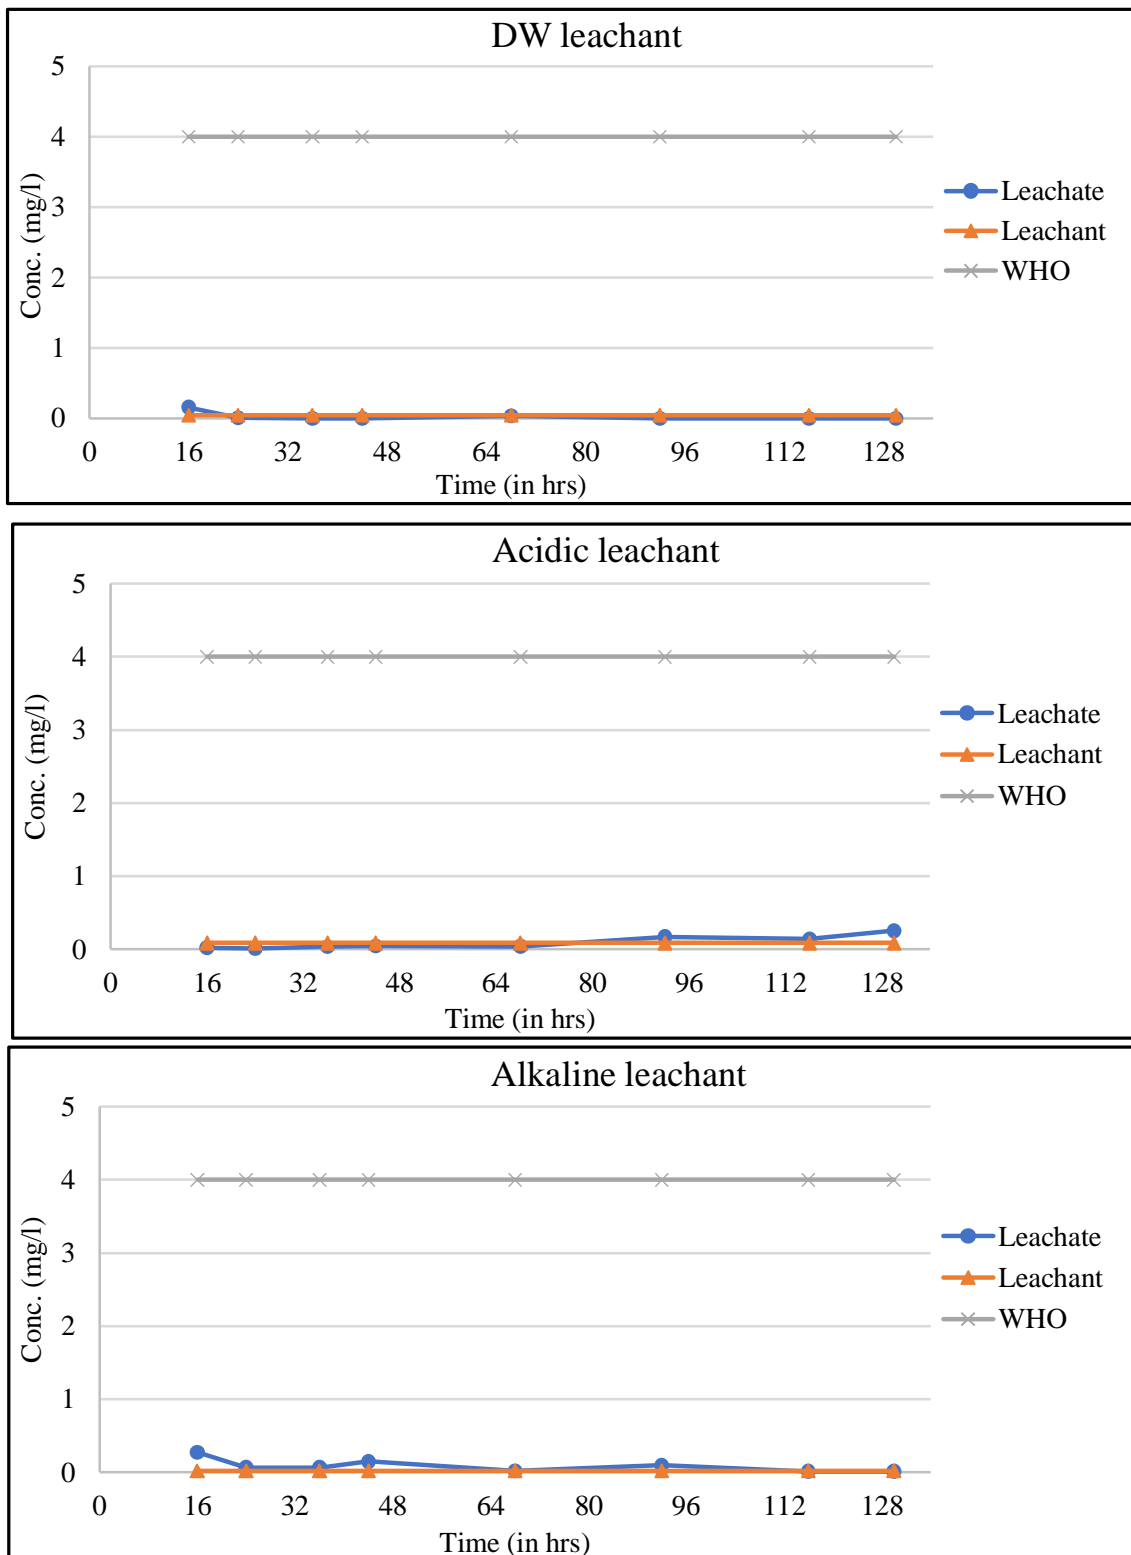 DW leachant
5
4
3
2
1
0
Conc. (mg/l)
0 16 32 48 64 80 96 112 128
Time (in hrs)
Leachate
Leachant
WHO
Acidic leachant
5
4
3
2
1
0
Conc. (mg/l)
0 16 32 48 64 80 96 112 128
Time (in hrs)
Leachate
Leachant
WHO
Alkaline leachant
5
4
3
2
1
0
Conc. (mg/l)
0 16 32 48 64 80 96 112 128
Time (in hrs)
Leachate
Leachant
WHO